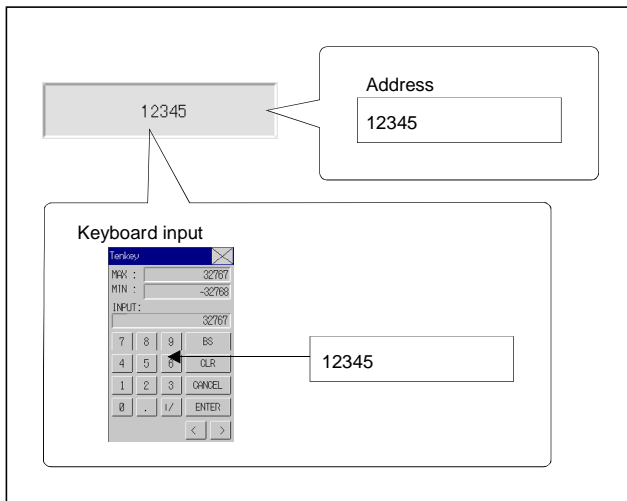 Address
12345
12345
Keyboard input
Tenkey
MAX : 32767
MIN : -32768
INPUT:
32767
7 8 9 BS
4 5 6 CLR
12345
1 2 3 CANCEL
0 . +/- ENTER
< >